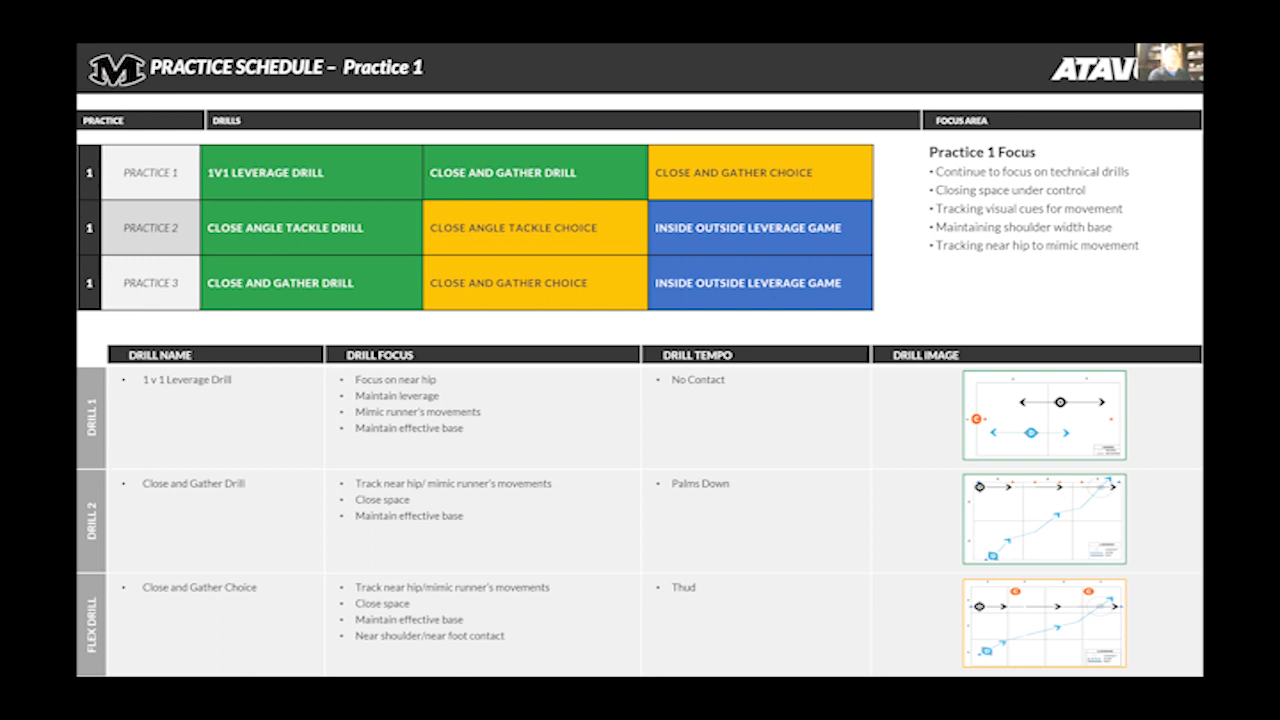 M PRACTICE SCHEDULE – Practice 1
ATAV
PRACTICE DRILLS FOCUS AREA
1 PRACTICE 1 1V1 LEVERAGE DRILL CLOSE AND GATHER DRILL CLOSE AND GATHER CHOICE
1 PRACTICE 2 CLOSE ANGLE TACKLE DRILL CLOSE ANGLE TACKLE CHOICE INSIDE OUTSIDE LEVERAGE GAME
1 PRACTICE 3 CLOSE AND GATHER DRILL CLOSE AND GATHER CHOICE INSIDE OUTSIDE LEVERAGE GAME
Practice 1 Focus
• Continue to focus on technical drills
• Closing space under control
• Tracking visual cues for movement
• Maintaining shoulder width base
• Tracking near hip to mimic movement
DRILL NAME DRILL FOCUS DRILL TEMPO DRILL IMAGE
DRILL 1
• 1 v 1 Leverage Drill
• Focus on near hip
• Maintain leverage
• Mimic runner's movements
• Maintain effective base
• No Contact
C
DRILL 2
• Close and Gather Drill
• Track near hip/ mimic runner's movements
• Close space
• Maintain effective base
• Palms Down
FLEX DRILL
• Close and Gather Choice
• Track near hip/mimic runner's movements
• Close space
• Maintain effective base
• Near shoulder/near foot contact
• Thud
C C